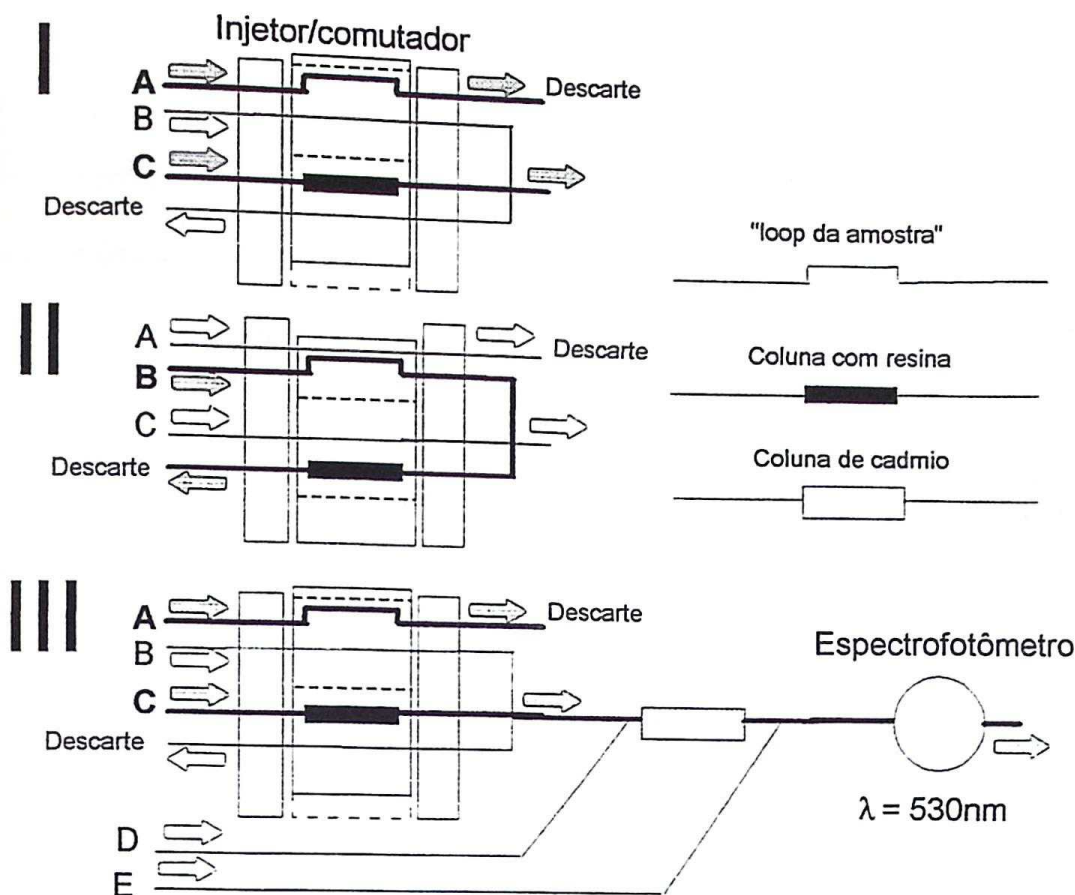 I
Injetor/comutador
A
Descarte
B
C
Descarte
"loop da amostra"
II
A
Descarte
B
Coluna com resina
C
Descarte
Coluna de cadmio
III
A
Descarte
B
Espectrofotômetro
C
Descarte
λ = 530nm
D
E